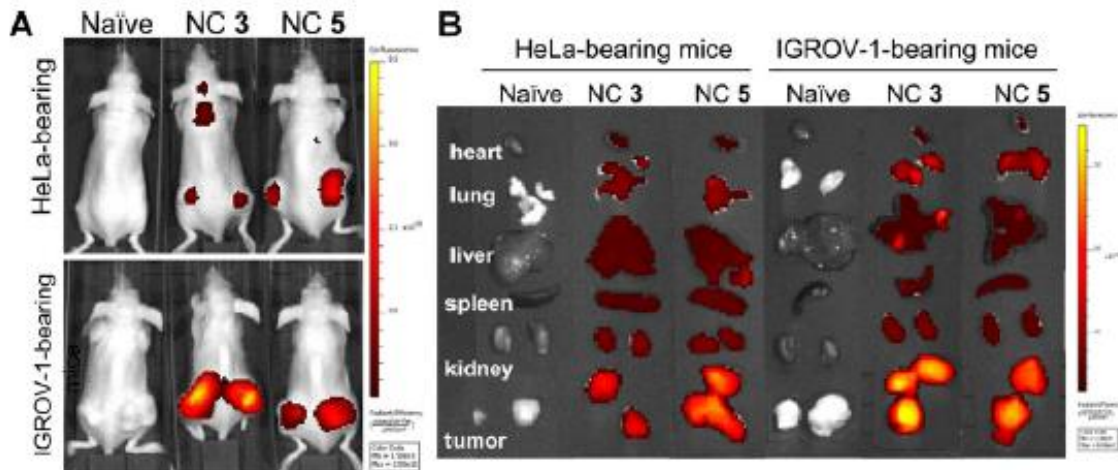 A
Naïve NC 3 NC 5
HeLa-bearing
IGROV-1-bearing
mice
B
HeLa-bearing mice IGROV-1-bearing mice
Naïve NC 3 NC 5 Naïve NC 3 NC 5
heart
lung
liver
spleen
kidney
tumor